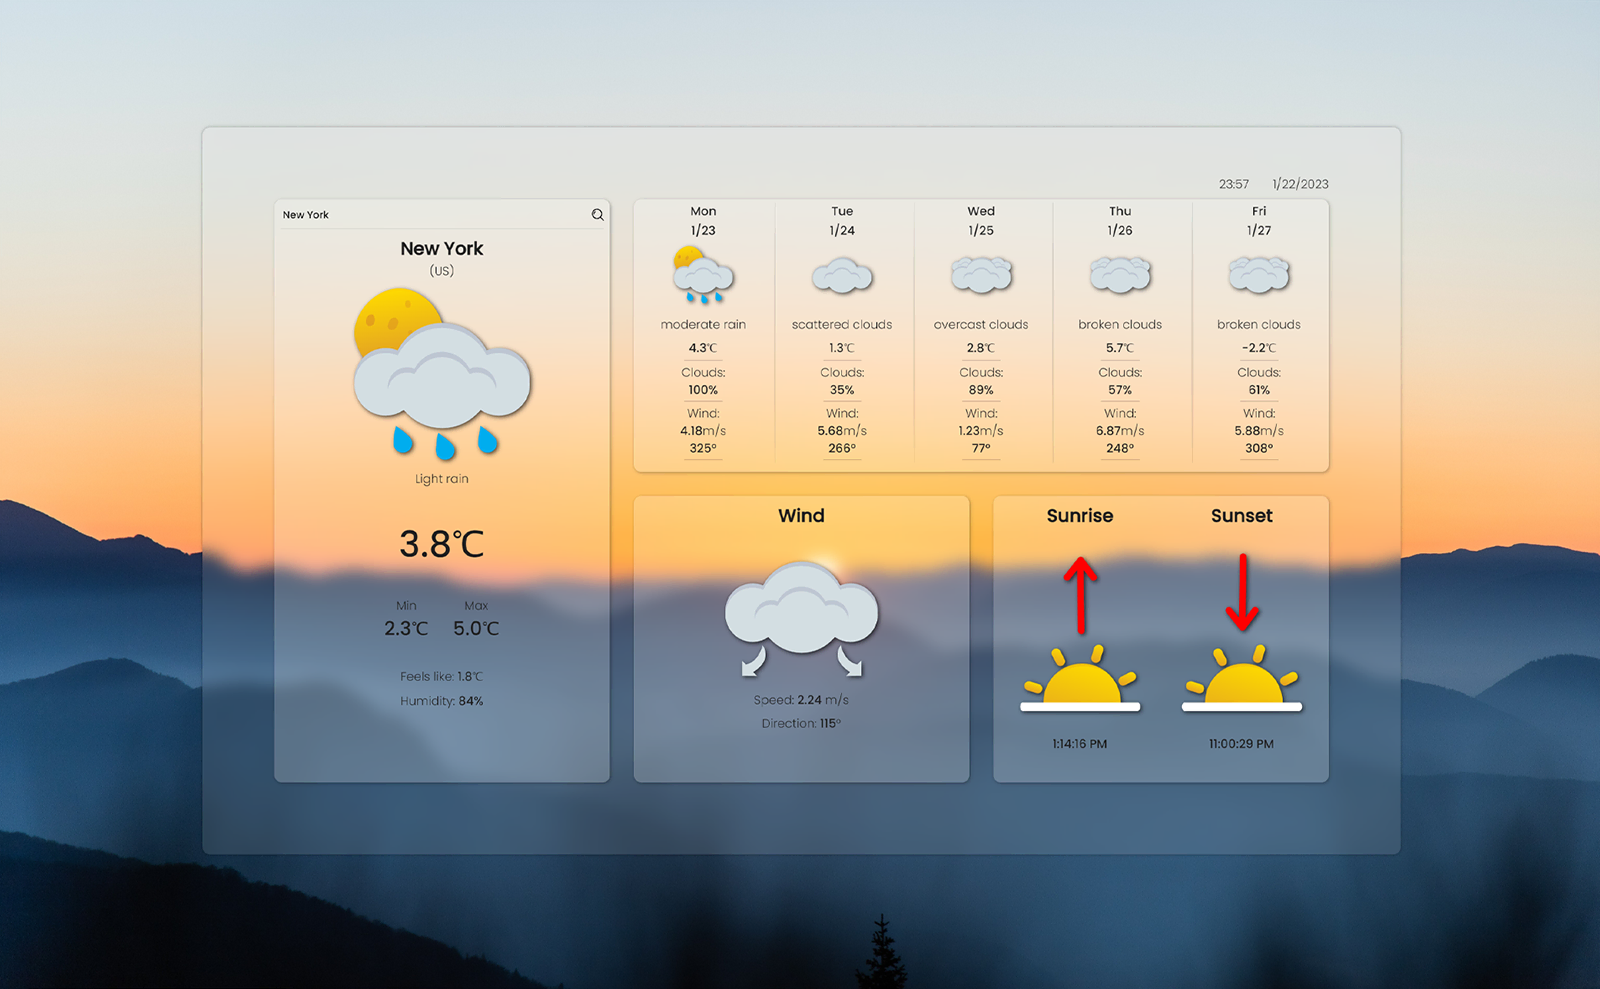 23:57 1/22/2023
New York
New York
(US)
Light rain
3.8°C
Min Max
2.3°C 5.0°C
Feels like: 1.8°C
Humidity: 84%
Mon
1/23
moderate rain
4.3°C
Clouds:
100%
Wind:
4.18m/s
325°
Tue
1/24
scattered clouds
1.3°C
Clouds:
35%
Wind:
5.68m/s
266°
Wed
1/25
overcast clouds
2.8°C
Clouds:
89%
Wind:
1.23m/s
77°
Thu
1/26
broken clouds
5.7°C
Clouds:
57%
Wind:
6.87m/s
248°
Fri
1/27
broken clouds
-2.2°C
Clouds:
61%
Wind:
5.88m/s
308°
Wind
Speed: 2.24 m/s
Direction: 115°
Sunrise
1:14:16 PM
Sunset
11:00:29 PM